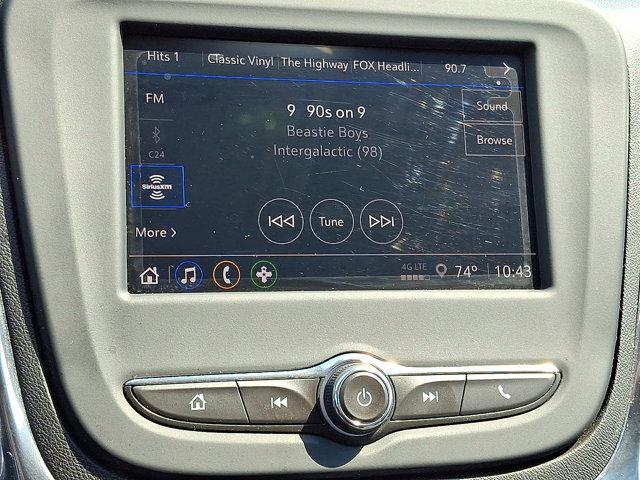 Hits 1 Classic Vinyl The Highway FOX Headli... 90.7
FM
9 90s on 9
Sound
Beastie Boys
Browse
Intergalactic (98)
C24
SiriusXM
More
Tune
4G LTE
74° 10:43